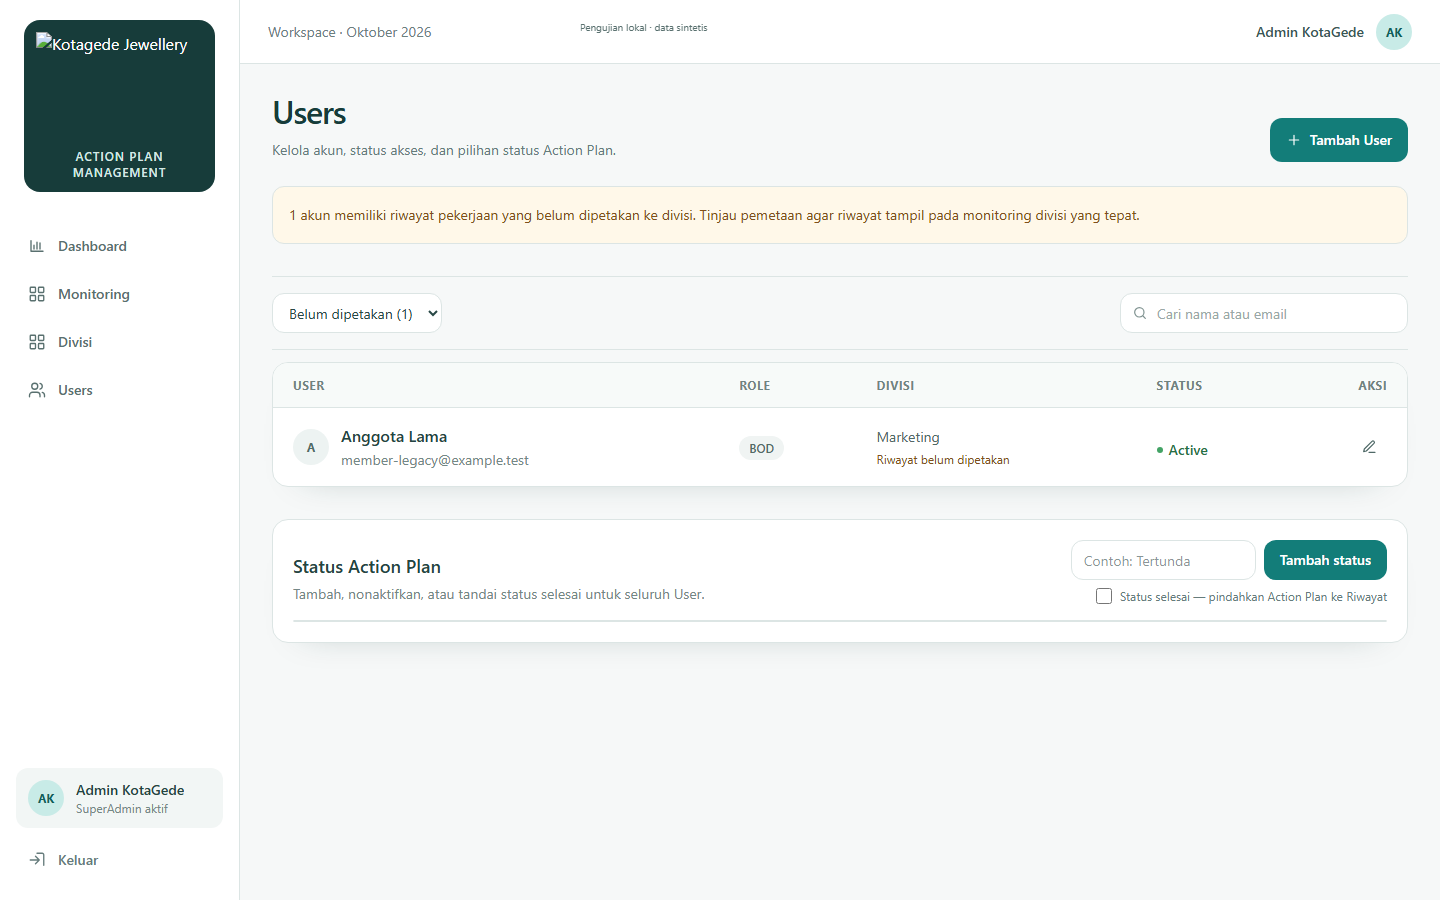 Kotagede Jewellery
ACTION PLAN
MANAGEMENT
Dashboard
Monitoring
Divisi
Users
AK
Admin KotaGede
SuperAdmin aktif
Keluar
Workspace · Oktober 2026
Pengujian lokal · data sintetis
Admin KotaGede
AK
Users
Kelola akun, status akses, dan pilihan status Action Plan.
+ Tambah User
1 akun memiliki riwayat pekerjaan yang belum dipetakan ke divisi. Tinjau pemetaan agar riwayat tampil pada monitoring divisi yang tepat.
Belum dipetakan (1)
Cari nama atau email
USER ROLE DIVISI STATUS AKSI
A
Anggota Lama
member-legacy@example.test
BOD
Marketing
Riwayat belum dipetakan
Active
Status Action Plan
Tambah, nonaktifkan, atau tandai status selesai untuk seluruh User.
Contoh: Tertunda
Tambah status
Status selesai — pindahkan Action Plan ke Riwayat